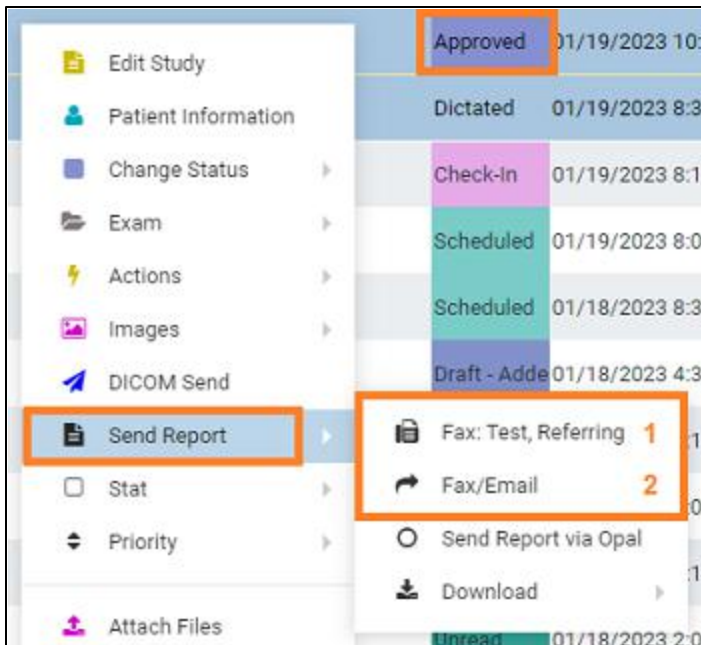 Approved 01/19/2023 10:
Edit Study
Patient Information
Dictated 01/19/2023 8:3
Change Status
Check-In 01/19/2023 8:1
Exam
Scheduled 01/19/2023 8:0
Actions
Scheduled 01/18/2023 8:3
Images
DICOM Send
Draft - Adde 01/18/2023 4:3
Send Report
Fax: Test, Referring 1
:1
Stat
Fax/Email 2
:0
Priority
Send Report via Opal
Download
:1
Attach Files
Unread 01/18/2023 2:0